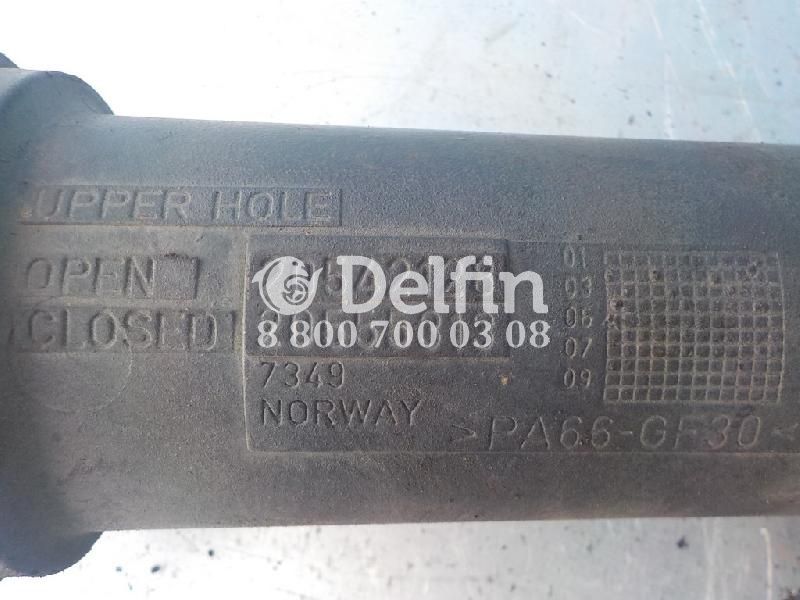 UPPER HOLE
OPEN
CLOSED
7349
NORWAY
01
03
06
07
09
>PA66-GF30<
Delfin
8 800 700 03 08